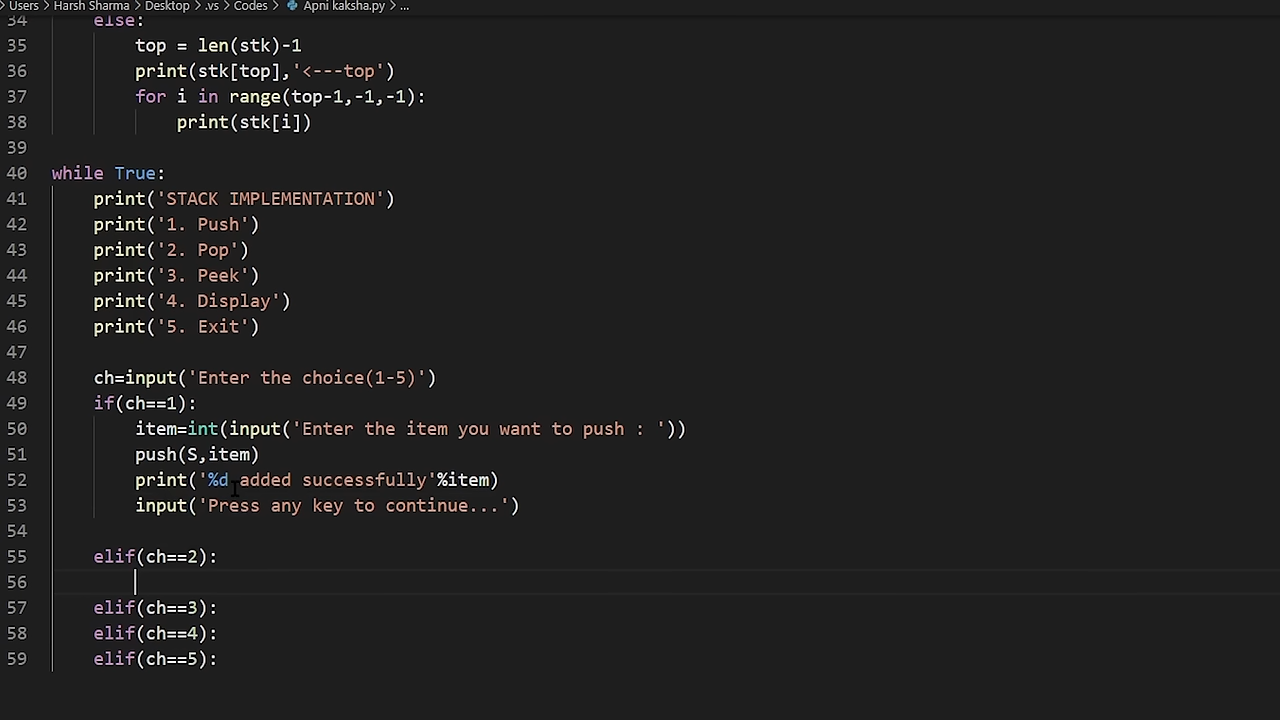 Users > Harsh Sharma > Desktop > .vs > Codes > Apni kaksha.py > ...
34 else:
35 top = len(stk)-1
36 print(stk[top],'<---top')
37 for i in range(top-1,-1,-1):
38 print(stk[i])
39
40 while True:
41 print('STACK IMPLEMENTATION')
42 print('1. Push')
43 print('2. Pop')
44 print('3. Peek')
45 print('4. Display')
46 print('5. Exit')
47
48 ch=input('Enter the choice(1-5)')
49 if(ch==1):
50 item=int(input('Enter the item you want to push : '))
51 push(S,item)
52 print('%d added successfully'%item)
53 input('Press any key to continue...')
54
55 elif(ch==2):
56
57 elif(ch==3):
58 elif(ch==4):
59 elif(ch==5):